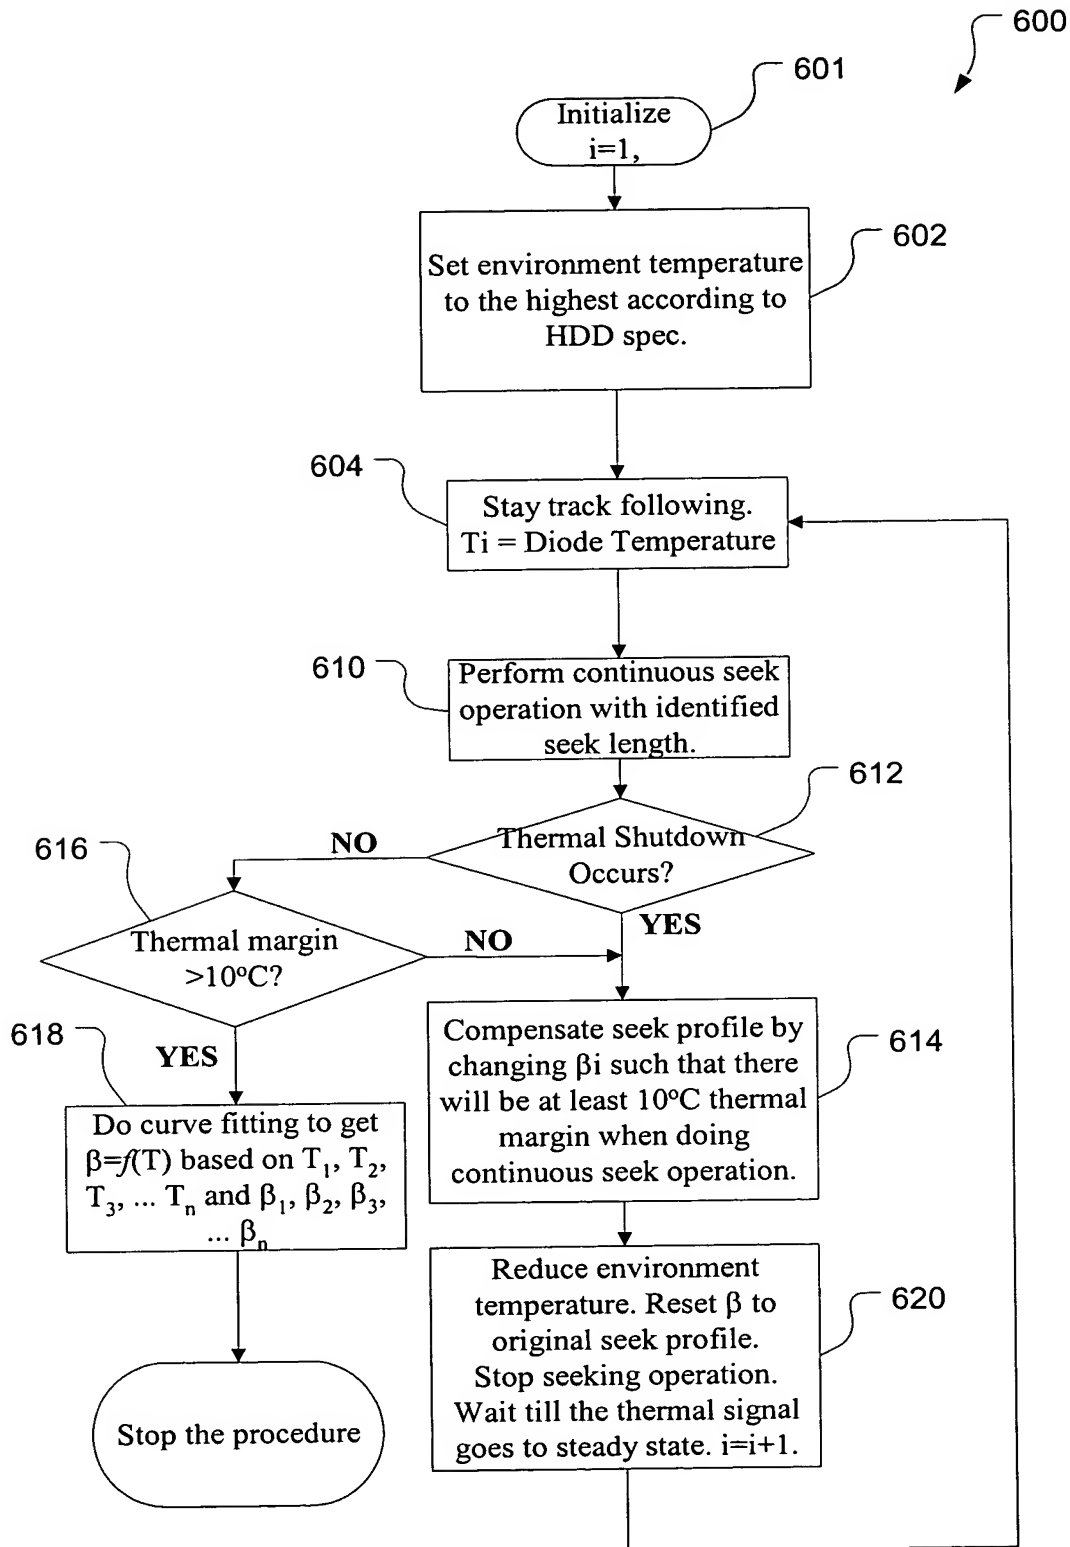 600
601
Initialize
i=1,
602
Set environment temperature
to the highest according to
HDD spec.
604
Stay track following.
Ti = Diode Temperature
610
Perform continuous seek
operation with identified
seek length.
612
Thermal Shutdown
Occurs?
NO
YES
616
Thermal margin
>10°C?
NO
YES
614
Compensate seek profile by
changing βi such that there
will be at least 10°C thermal
margin when doing
continuous seek operation.
618
Do curve fitting to get
β=f(T) based on T₁, T₂,
T₃, ... Tₙ and β₁, β₂, β₃,
... βₙ
620
Reduce environment
temperature. Reset β to
original seek profile.
Stop seeking operation.
Wait till the thermal signal
goes to steady state. i=i+1.
Stop the procedure